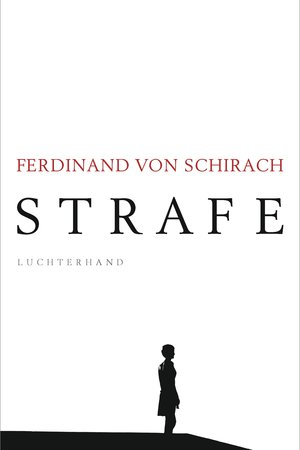 FERDINAND VON SCHIRACH
STRAFE
LUCHTERHAND